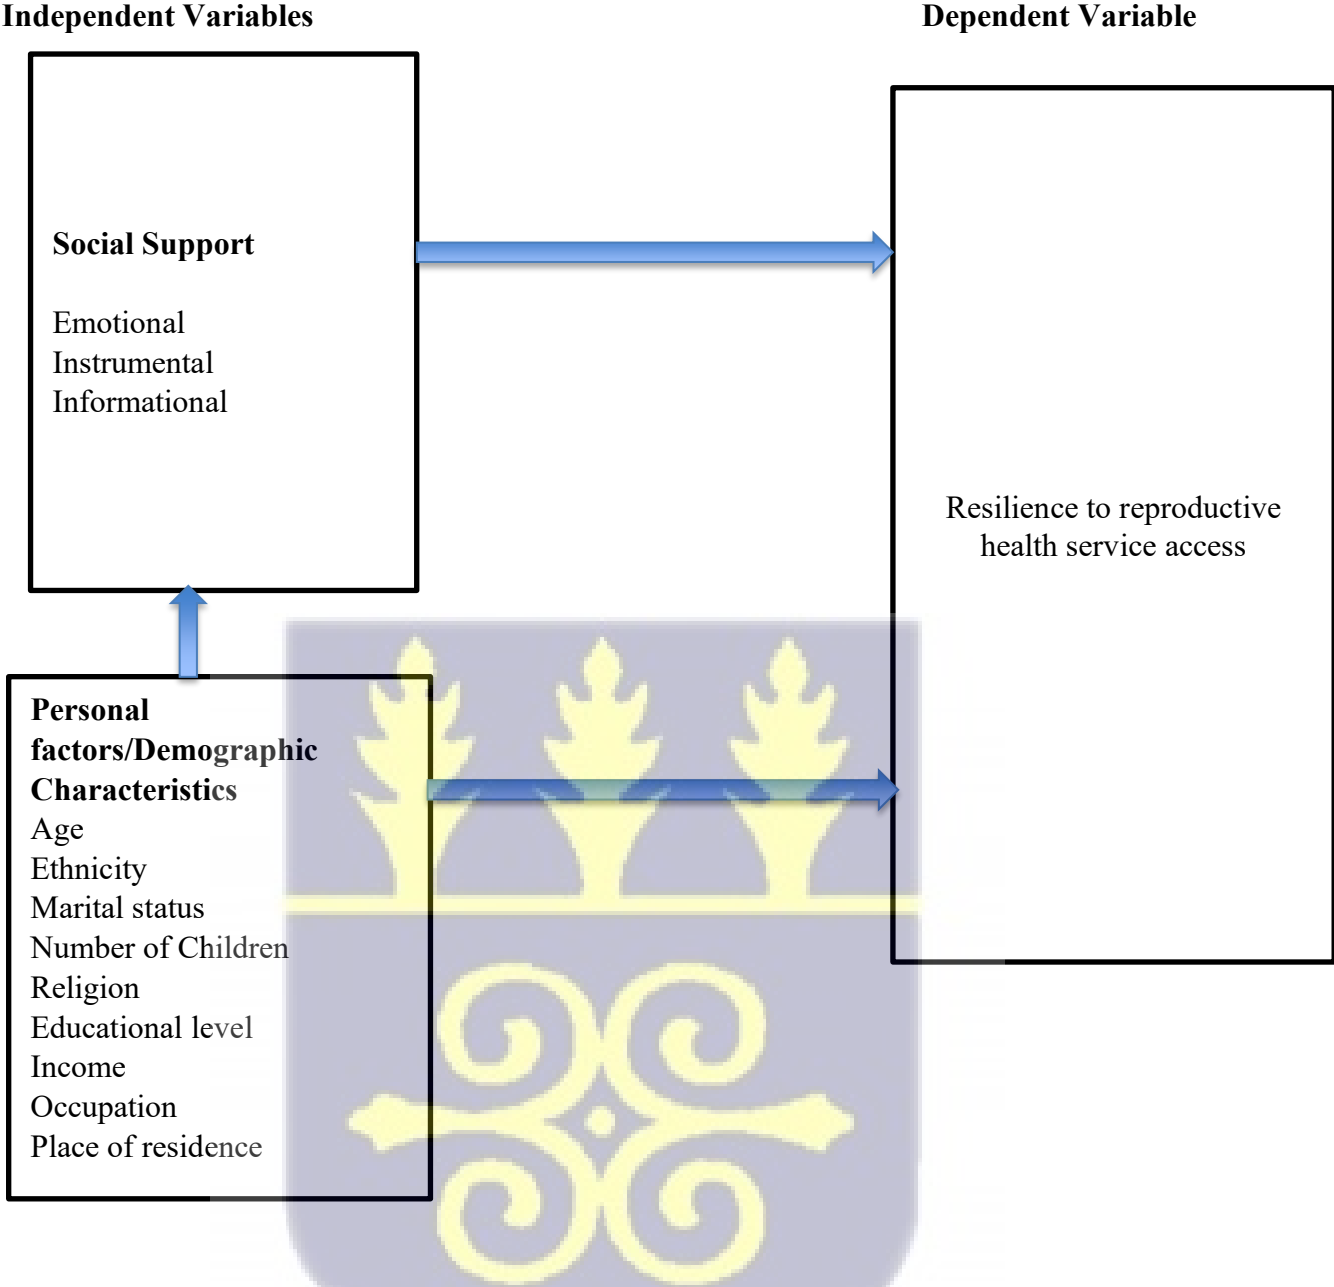 Independent Variables
Dependent Variable
Social Support
Emotional
Instrumental
Informational
Resilience to reproductive
health service access
Personal
factors/Demographic
Characteristics
Age
Ethnicity
Marital status
Number of Children
Religion
Educational level
Income
Occupation
Place of residence